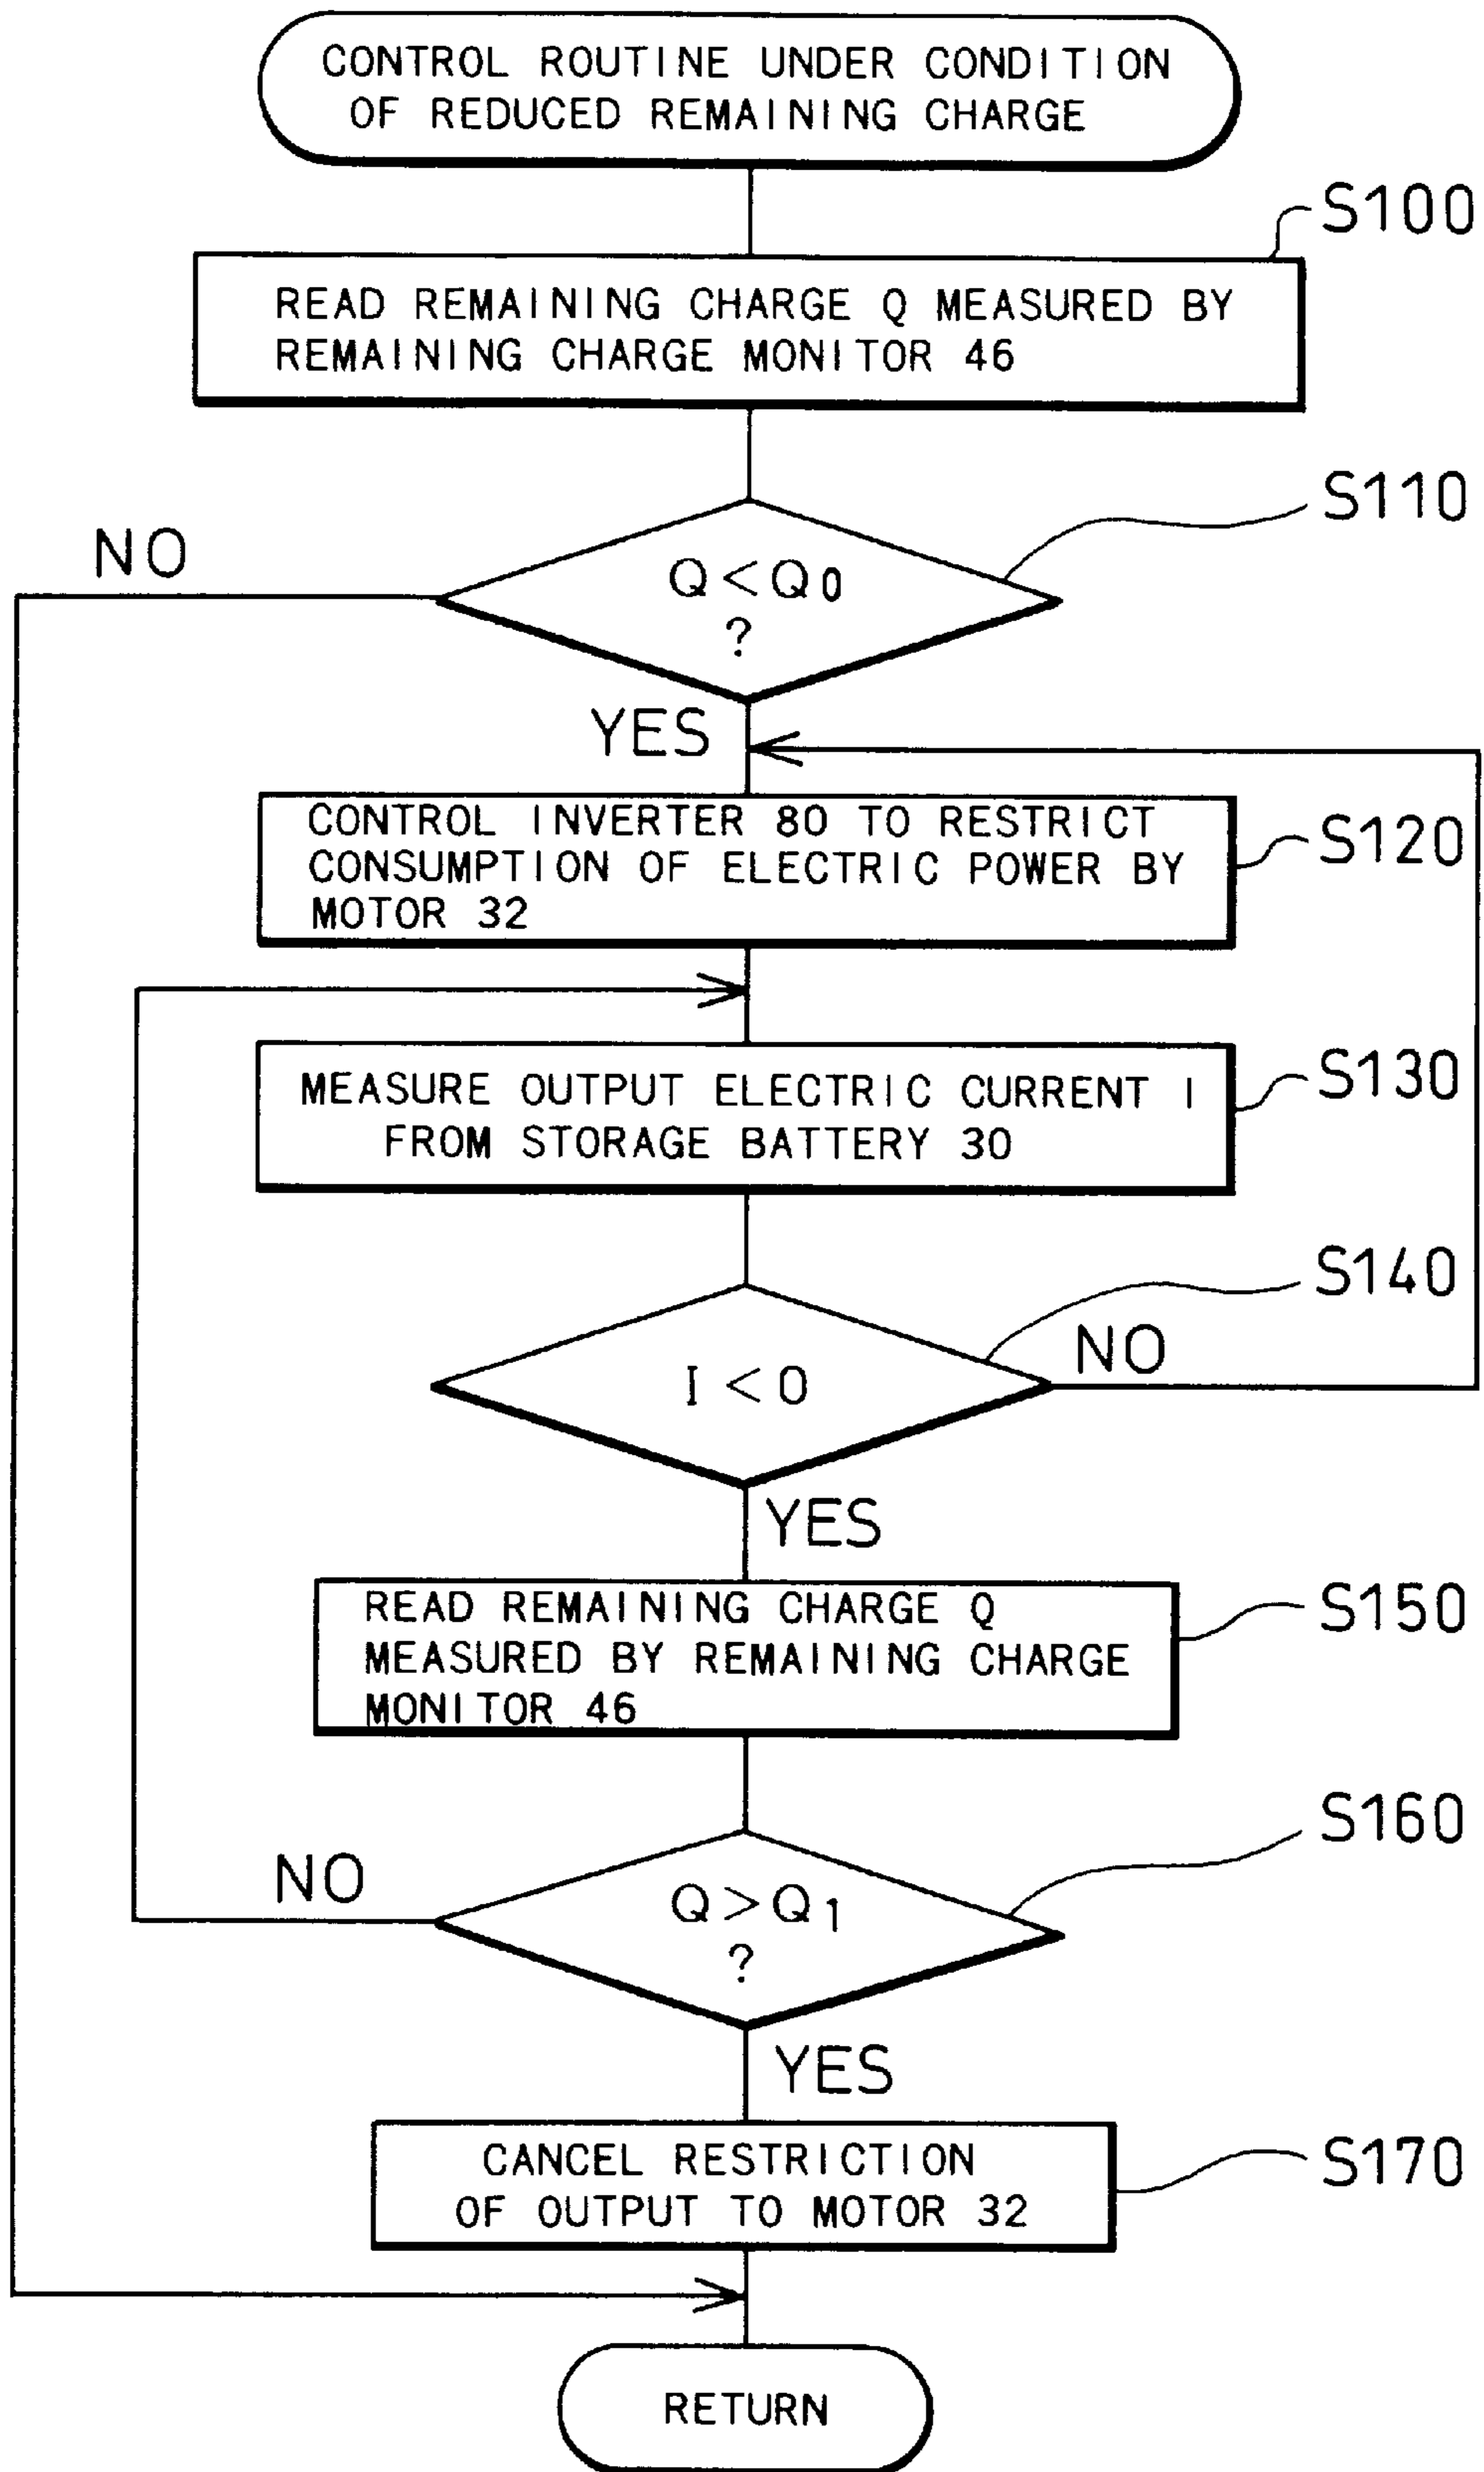 CONTROL ROUTINE UNDER CONDITION
OF REDUCED REMAINING CHARGE
S100
READ REMAINING CHARGE Q MEASURED BY
REMAINING CHARGE MONITOR 46
S110
NO
Q < Q0
?
YES
CONTROL INVERTER 80 TO RESTRICT
CONSUMPTION OF ELECTRIC POWER BY
MOTOR 32
S120
MEASURE OUTPUT ELECTRIC CURRENT I
FROM STORAGE BATTERY 30
S130
S140
NO
I < 0
YES
READ REMAINING CHARGE Q
MEASURED BY REMAINING CHARGE
MONITOR 46
S150
S160
NO
Q > Q1
?
YES
CANCEL RESTRICTION
OF OUTPUT TO MOTOR 32
S170
RETURN